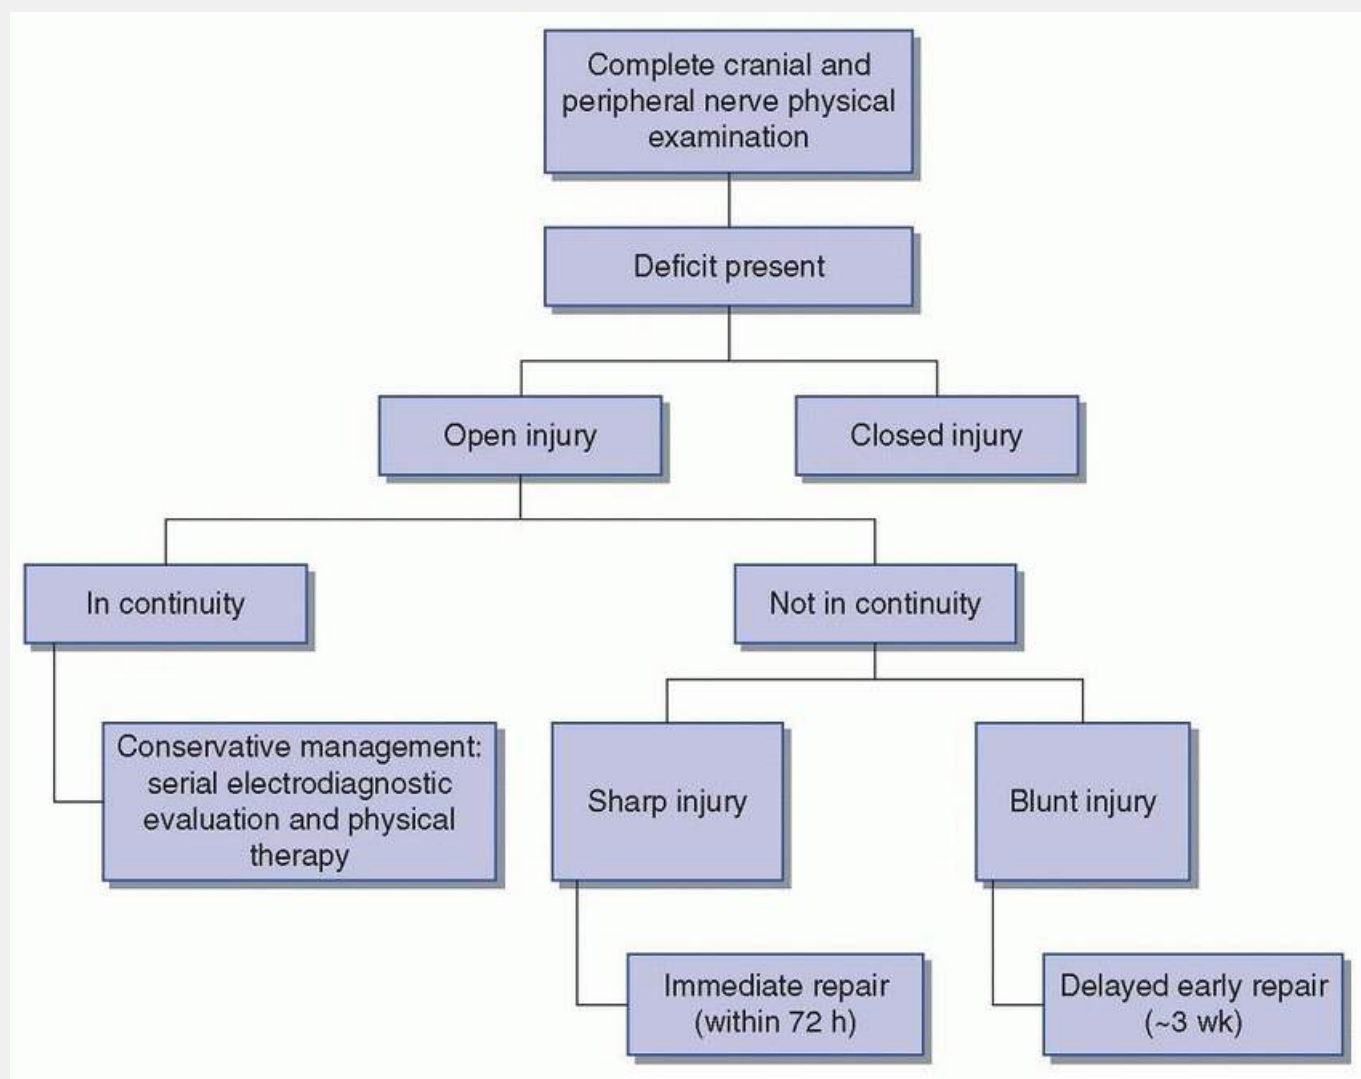 Complete cranial and
peripheral nerve physical
examination
Deficit present
Open injury
Closed injury
In continuity
Not in continuity
Conservative management:
serial electrodiagnostic
evaluation and physical
therapy
Sharp injury
Blunt injury
Immediate repair
(within 72 h)
Delayed early repair
(~3 wk)